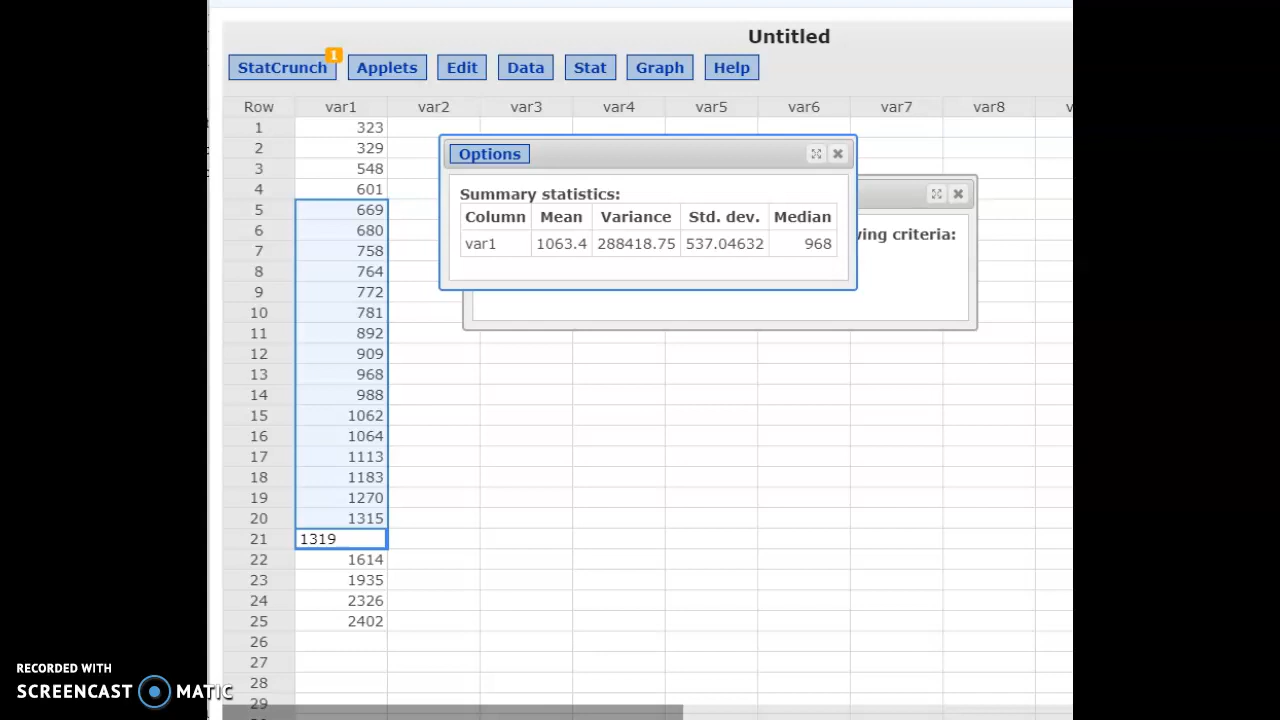 Untitled
StatCrunch 1 Applets Edit Data Stat Graph Help
Row var1 var2 var3 var4 var5 var6 var7 var8 v
1 323
2 329
3 548
4 601
5 669
6 680
7 758
8 764
9 772
10 781
11 892
12 909
13 968
14 988
15 1062
16 1064
17 1113
18 1183
19 1270
20 1315
21 1319
22 1614
23 1935
24 2326
25 2402
26
27
28
29
Options
Summary statistics:
Column Mean Variance Std. dev. Median
var1 1063.4 288418.75 537.04632 968
wing criteria:
RECORDED WITH
SCREENCAST MATIC